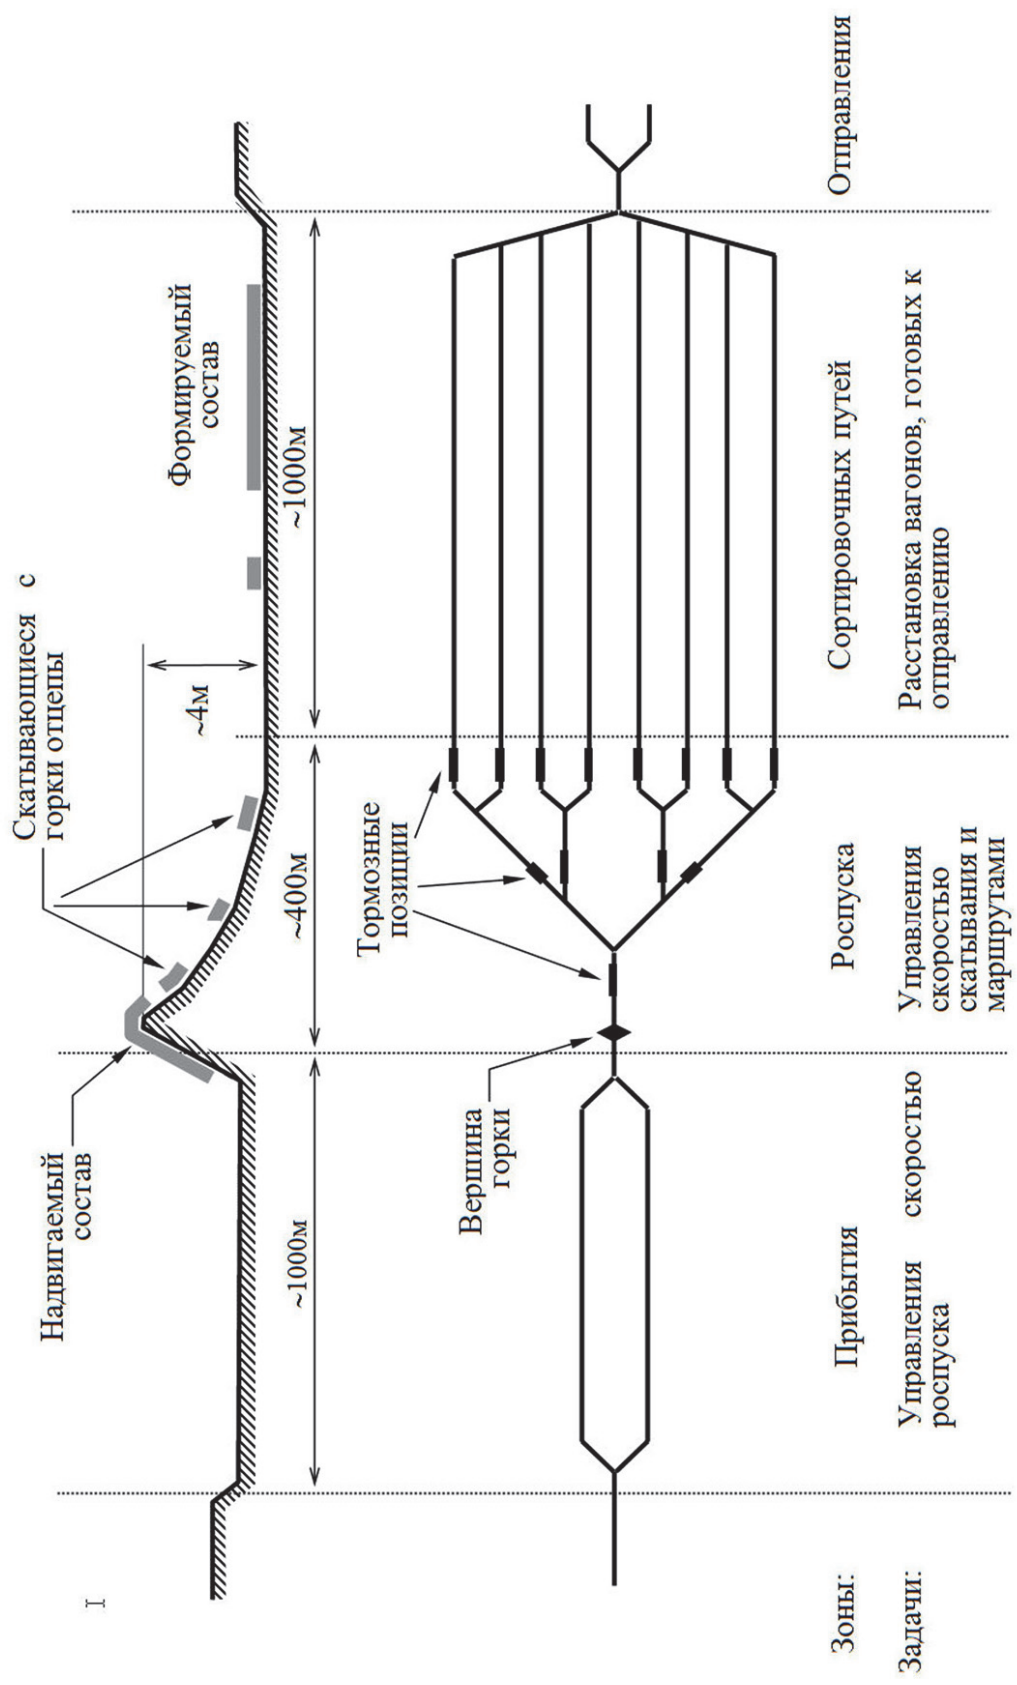 Скатывающиеся с
горки отцепы
Надвигаемый
состав
Формируемый
состав
~4м
~1000м
~400м
~1000м
Тормозные
позиции
Вершина
горки
Зоны:
Прибытия
Роспуска
Сортировочных путей
Отправления
Задачи:
Управления скоростью
роспуска
Управления
скоростью
скатывания и
маршрутами
Расстановка вагонов, готовых к
отправлению